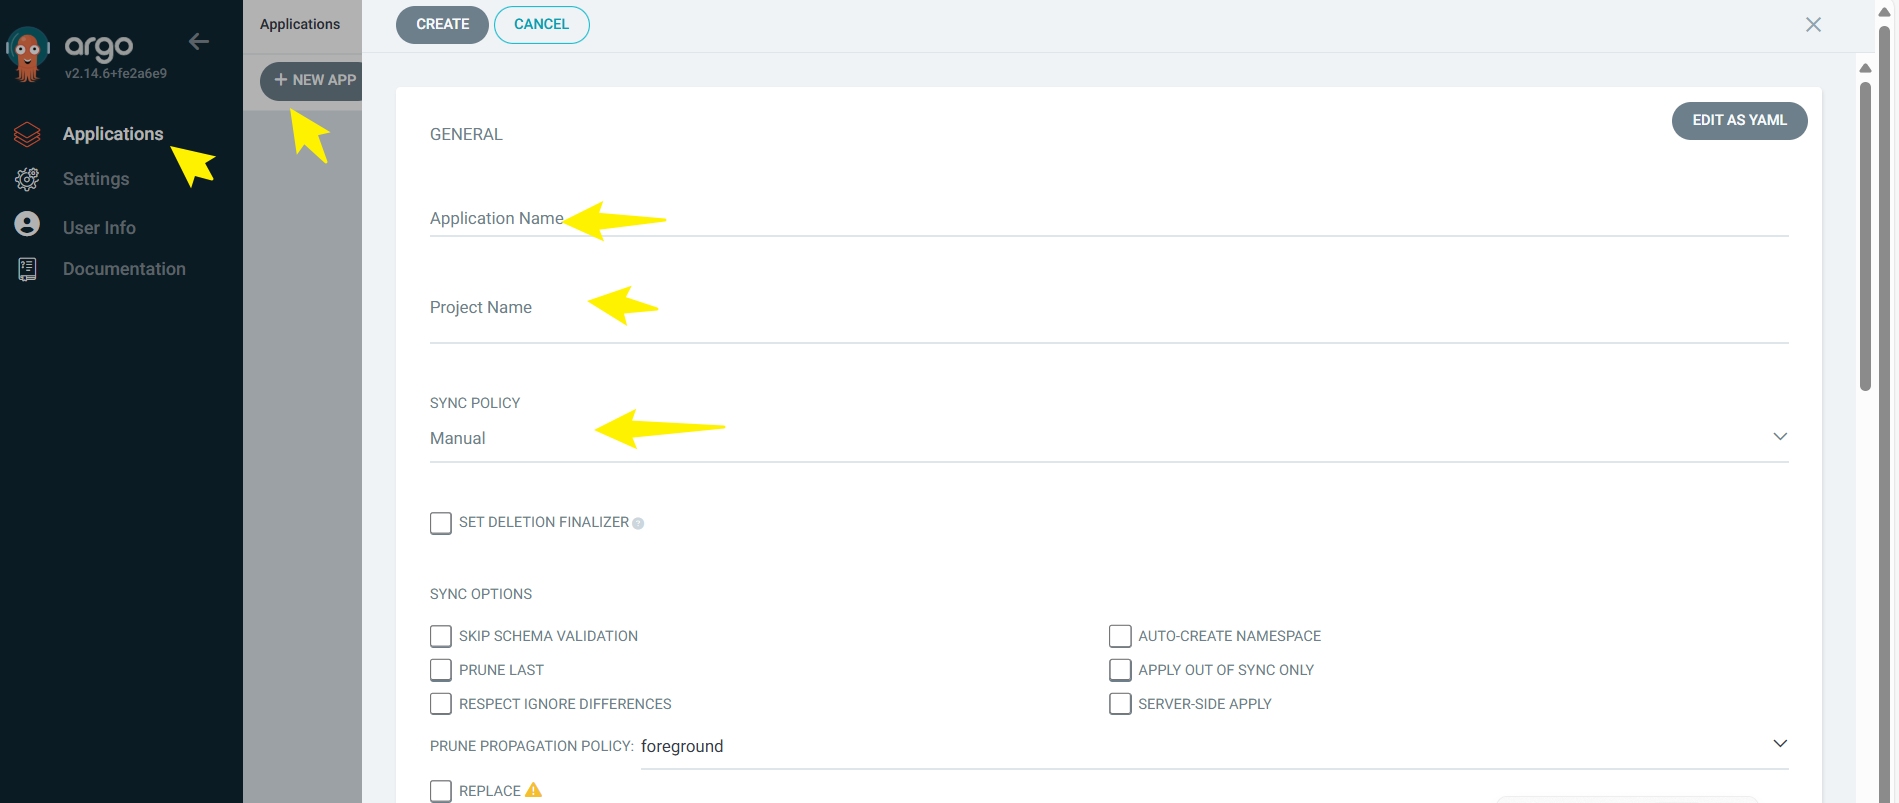 argo
v2.14.6+fe2a6e9
Applications
Settings
User Info
Documentation
Applications
+ NEW APP
CREATE
CANCEL
GENERAL
EDIT AS YAML
Application Name
Project Name
SYNC POLICY
Manual
SET DELETION FINALIZER
SYNC OPTIONS
SKIP SCHEMA VALIDATION
AUTO-CREATE NAMESPACE
PRUNE LAST
APPLY OUT OF SYNC ONLY
RESPECT IGNORE DIFFERENCES
SERVER-SIDE APPLY
PRUNE PROPAGATION POLICY: foreground
REPLACE